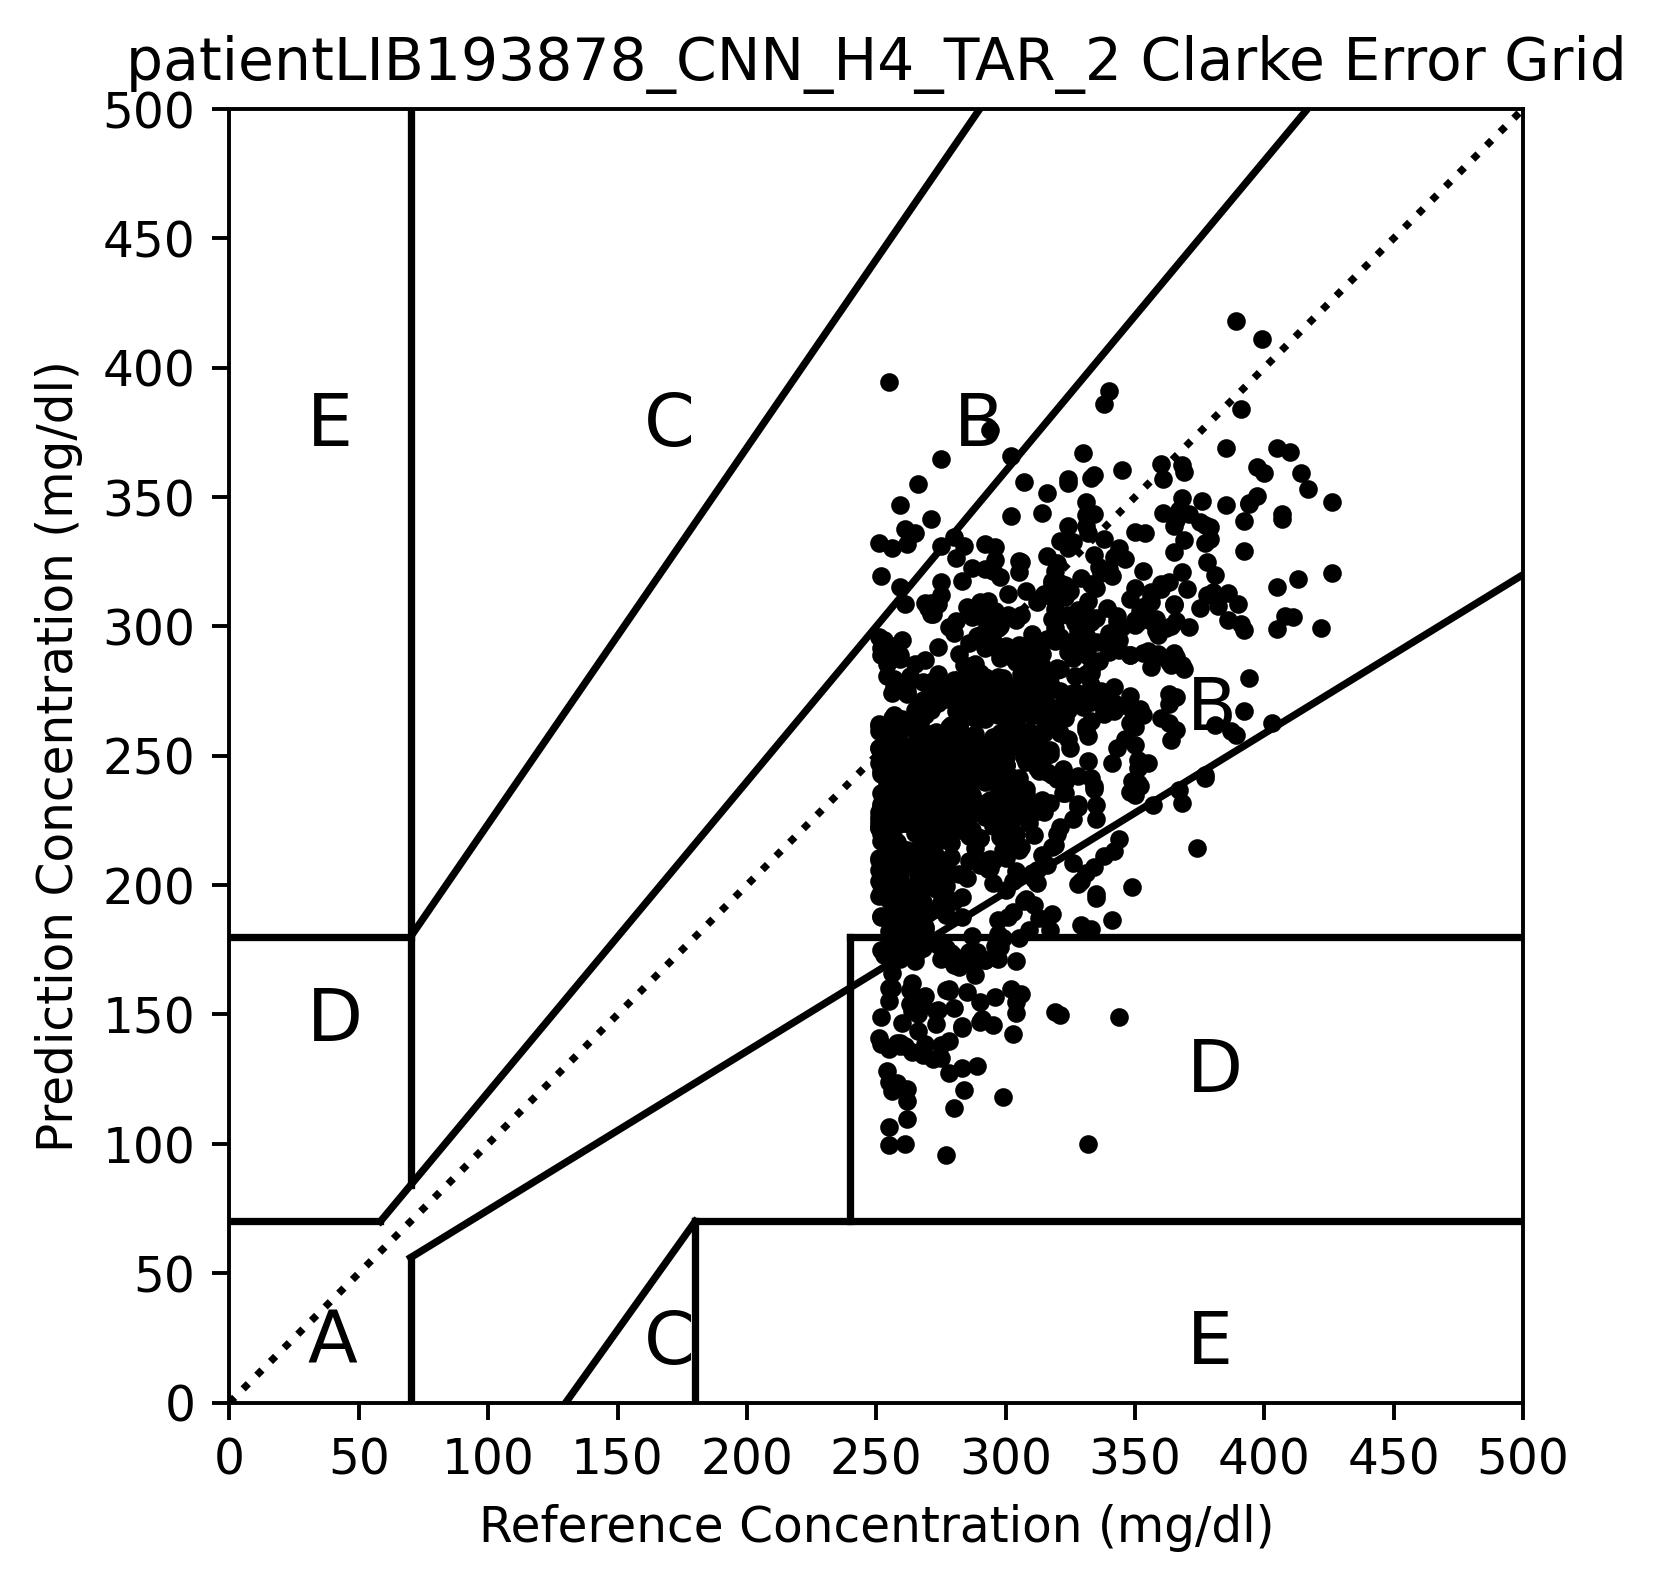 patientLIB193878_CNN_H4_TAR_2 Clarke Error Grid
Prediction Concentration (mg/dl)
500
450
400
350
300
250
200
150
100
50
0
E
C
B
B
D
D
A
C
E
0 50 100 150 200 250 300 350 400 450 500
Reference Concentration (mg/dl)